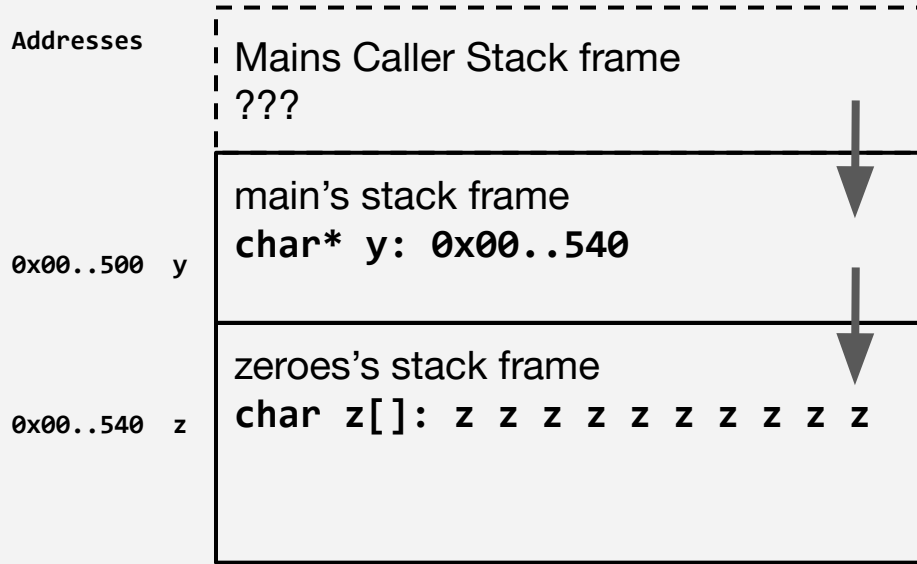 Addresses
Mains Caller Stack frame
???
main’s stack frame
char* y: 0x00..540
0x00..500 y
zeroes’s stack frame
char z[]: z z z z z z z z z z
0x00..540 z